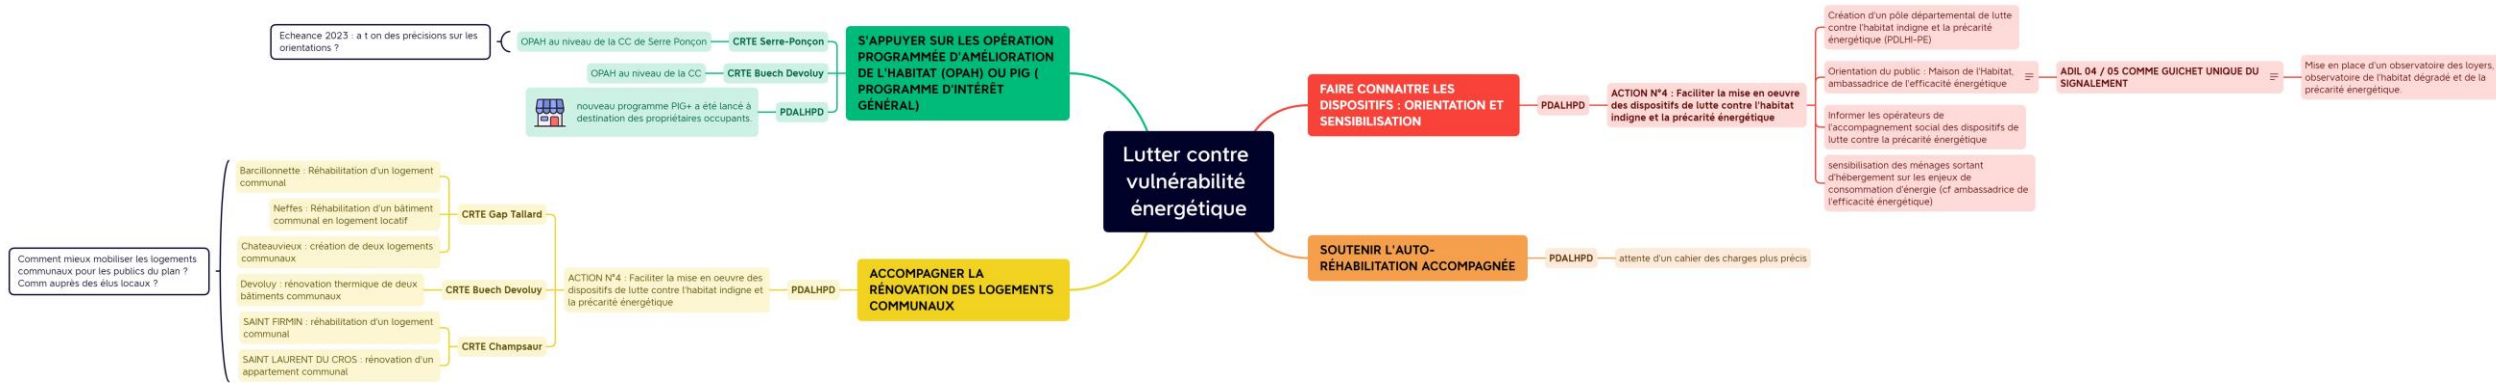 Lutter contre
vulnérabilité
énergétique
S'APPUYER SUR LES OPÉRATION
PROGRAMMÉE D'AMÉLIORATION
DE L'HABITAT (OPAH) OU PIG (
PROGRAMME D'INTÉRÊT
GÉNÉRAL)
CRTE Serre-Ponçon
OPAH au niveau de la CC de Serre Ponçon
Echeance 2023 : a t on des précisions sur les
orientations ?
CRTE Buech Devoluy
OPAH au niveau de la CC
PDALHPD
nouveau programme PIG+ a été lancé à
destination des propriétaires occupants.
ACCOMPAGNER LA
RÉNOVATION DES LOGEMENTS
COMMUNAUX
PDALHPD
ACTION N°4 : Faciliter la mise en oeuvre des
dispositifs de lutte contre l'habitat indigne et
la précarité énergétique
CRTE Gap Tallard
Barcillonnette : Réhabilitation d'un logement
communal
Neffes : Réhabilitation d'un bâtiment
communal en logement locatif
Chateauvieux : création de deux logements
communaux
CRTE Buech Devoluy
Devoluy : rénovation thermique de deux
bâtiments communaux
CRTE Champsaur
SAINT FIRMIN : réhabilitation d'un logement
communal
SAINT LAURENT DU CROS : rénovation d'un
appartement communal
Comment mieux mobiliser les logements
communaux pour les publics du plan ?
Comm auprès des élus locaux ?
FAIRE CONNAITRE LES
DISPOSITIFS : ORIENTATION ET
SENSIBILISATION
PDALHPD
ACTION N°4 : Faciliter la mise en oeuvre
des dispositifs de lutte contre l'habitat
indigne et la précarité énergétique
Création d'un pôle départemental de lutte
contre l'habitat indigne et la précarité
énergétique (PDLHI-PE)
Orientation du public : Maison de l'Habitat,
ambassadrice de l'efficacité énergétique
ADIL 04 / 05 COMME GUICHET UNIQUE DU
SIGNALEMENT
Mise en place d'un observatoire des loyers,
observatoire de l'habitat dégradé et de la
précarité énergétique.
Informer les opérateurs de
l'accompagnement social des dispositifs de
lutte contre la précarité énergétique
sensibilisation des ménages sortant
d'hébergement sur les enjeux de
consommation d'énergie (cf ambassadrice de
l'efficacité énergétique)
SOUTENIR L'AUTO-
RÉHABILITATION ACCOMPAGNÉE
PDALHPD
attente d'un cahier des charges plus précis